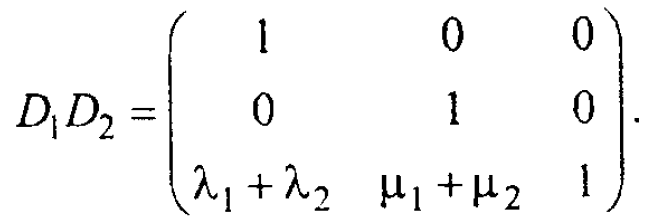 1 0 0
D₁D₂ = 0 1 0 .
λ₁ + λ₂ μ₁ + μ₂ 1